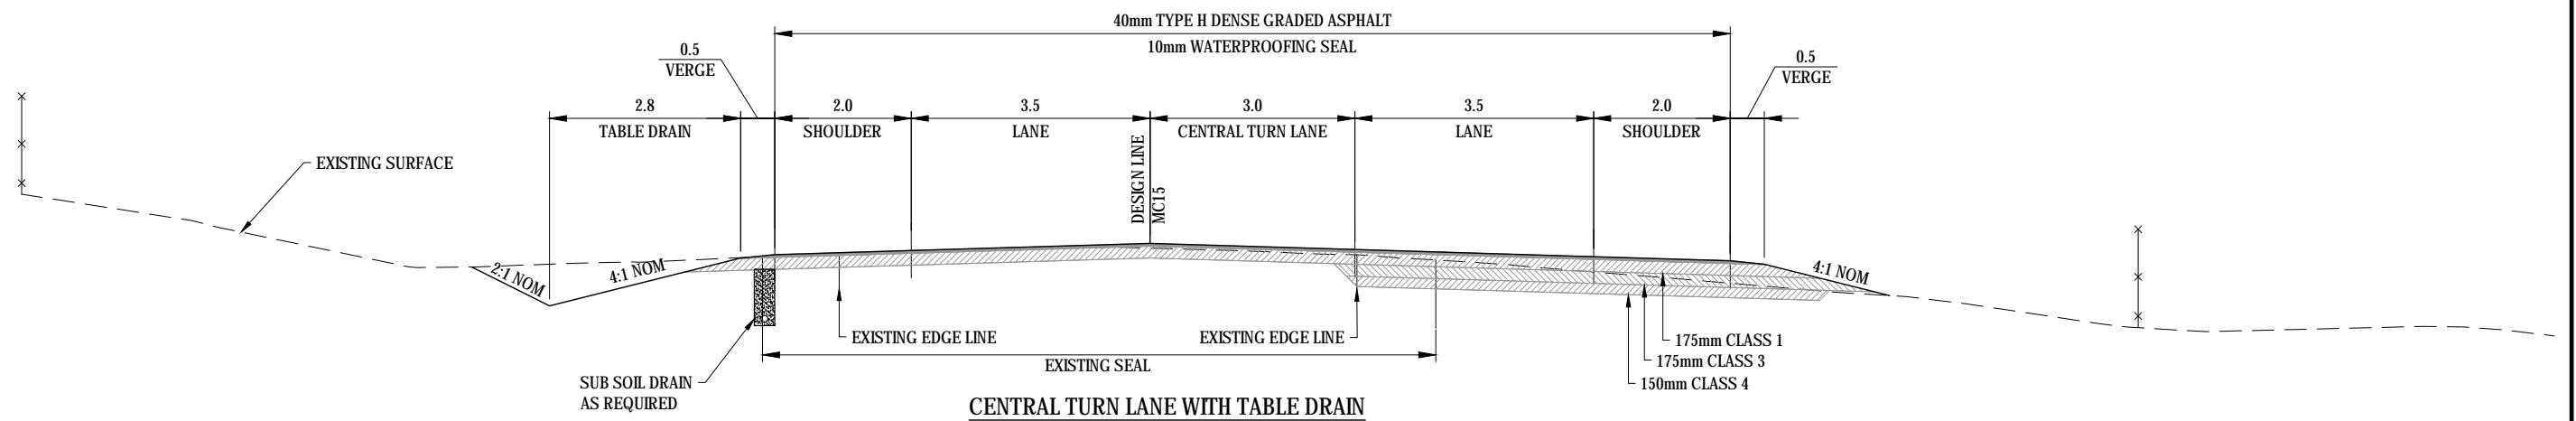 40mm TYPE H DENSE GRADED ASPHALT
10mm WATERPROOFING SEAL
0.5
VERGE
0.5
VERGE
2.8
TABLE DRAIN
2.0
SHOULDER
3.5
LANE
3.0
CENTRAL TURN LANE
3.5
LANE
2.0
SHOULDER
DESIGN LINE
MC15
EXISTING SURFACE
2:1 NOM
4:1 NOM
4:1 NOM
EXISTING EDGE LINE
EXISTING EDGE LINE
175mm CLASS 1
175mm CLASS 3
150mm CLASS 4
EXISTING SEAL
SUB SOIL DRAIN
AS REQUIRED
CENTRAL TURN LANE WITH TABLE DRAIN